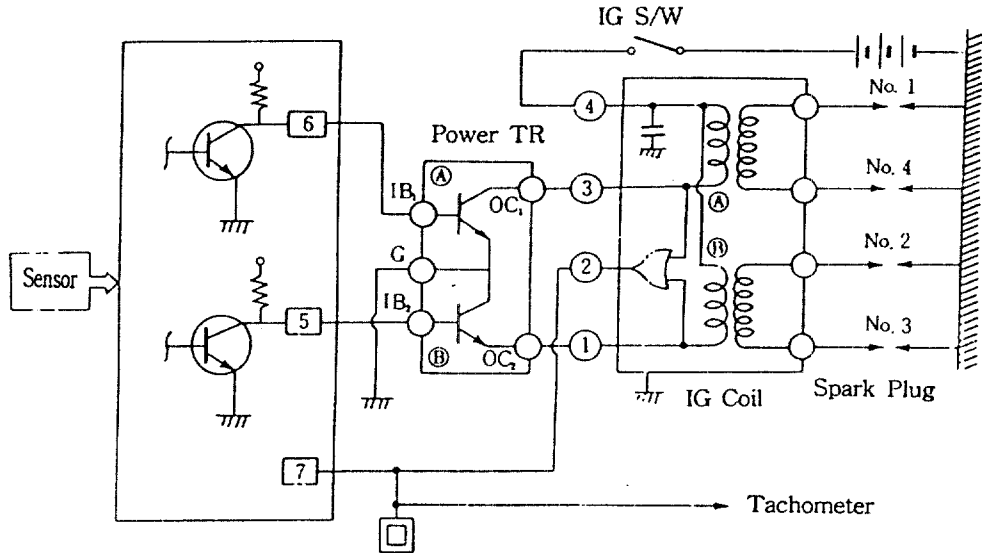 IG S/W
No. 1
4
6
Power TR
Ⓐ
IB₁
OC₁
3
No. 4
Ⓐ
G
2
Ⓑ
No. 2
Sensor
IB₂
5
Ⓑ
OC₂
1
No. 3
IG Coil
Spark Plug
7
Tachometer